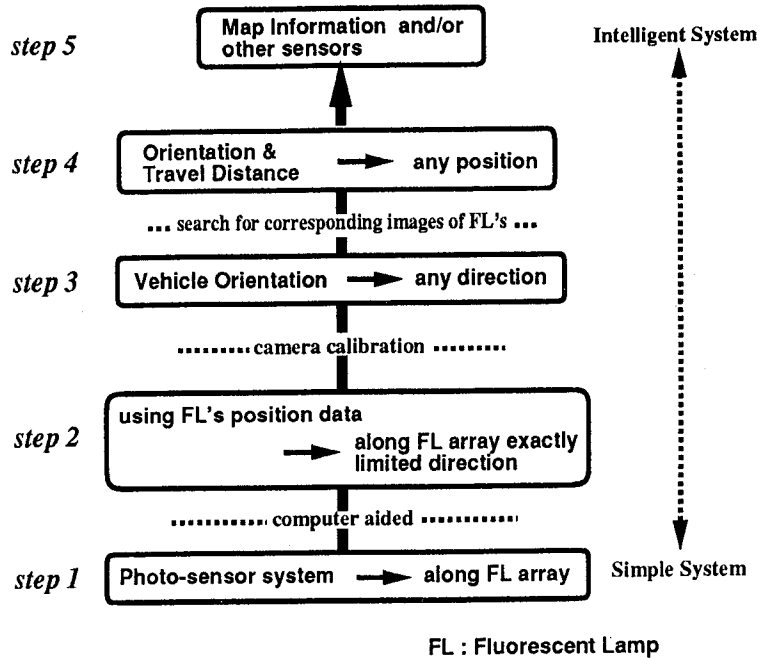 step 5
Map Information and/or
other sensors
Intelligent System
step 4
Orientation &
Travel Distance
any position
... search for corresponding images of FL's ...
step 3
Vehicle Orientation
any direction
camera calibration
step 2
using FL's position data
along FL array exactly
limited direction
computer aided
step 1
Photo-sensor system
along FL array
Simple System
FL : Fluorescent Lamp